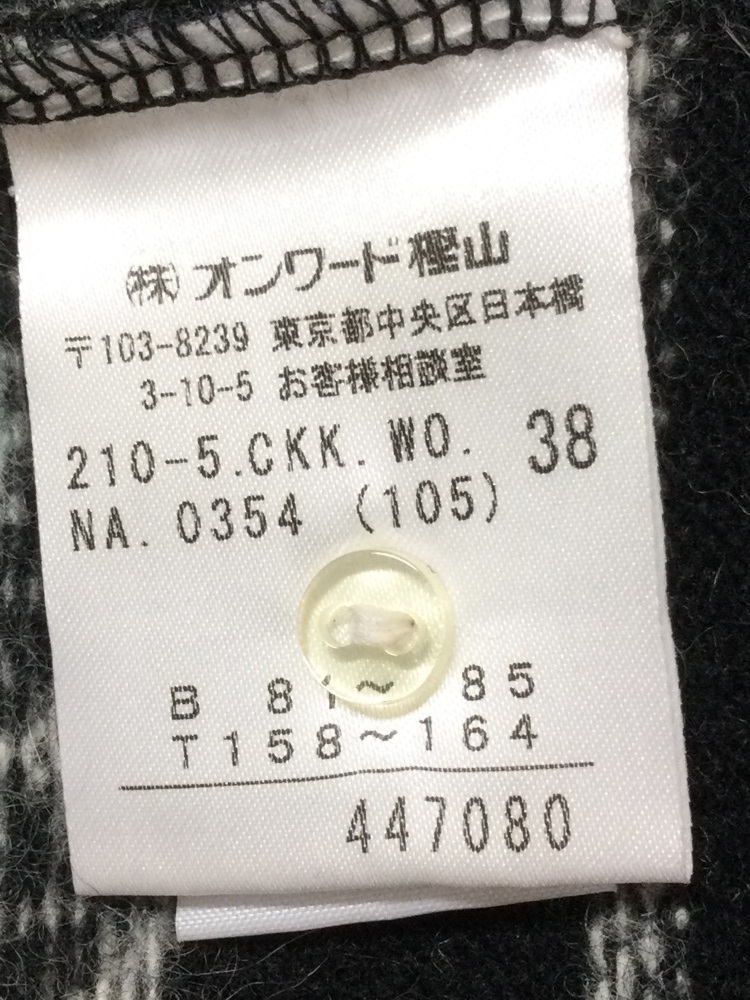 ㈱オンワード樫山
〒103-8239 東京都中央区日本橋
3-10-5 お客様相談室
210-5.CKK.WO. 38
NA.0354 (105)
B 81~ 85
T158~164
447080